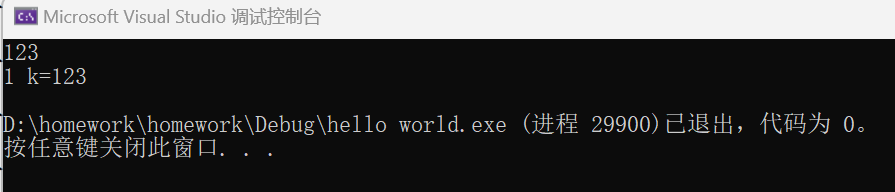 Microsoft Visual Studio 调试控制台
123
1 k=123
D:\homework\homework\Debug\hello world.exe (进程 29900)已退出，代码为 0。
按任意键关闭此窗口. . .